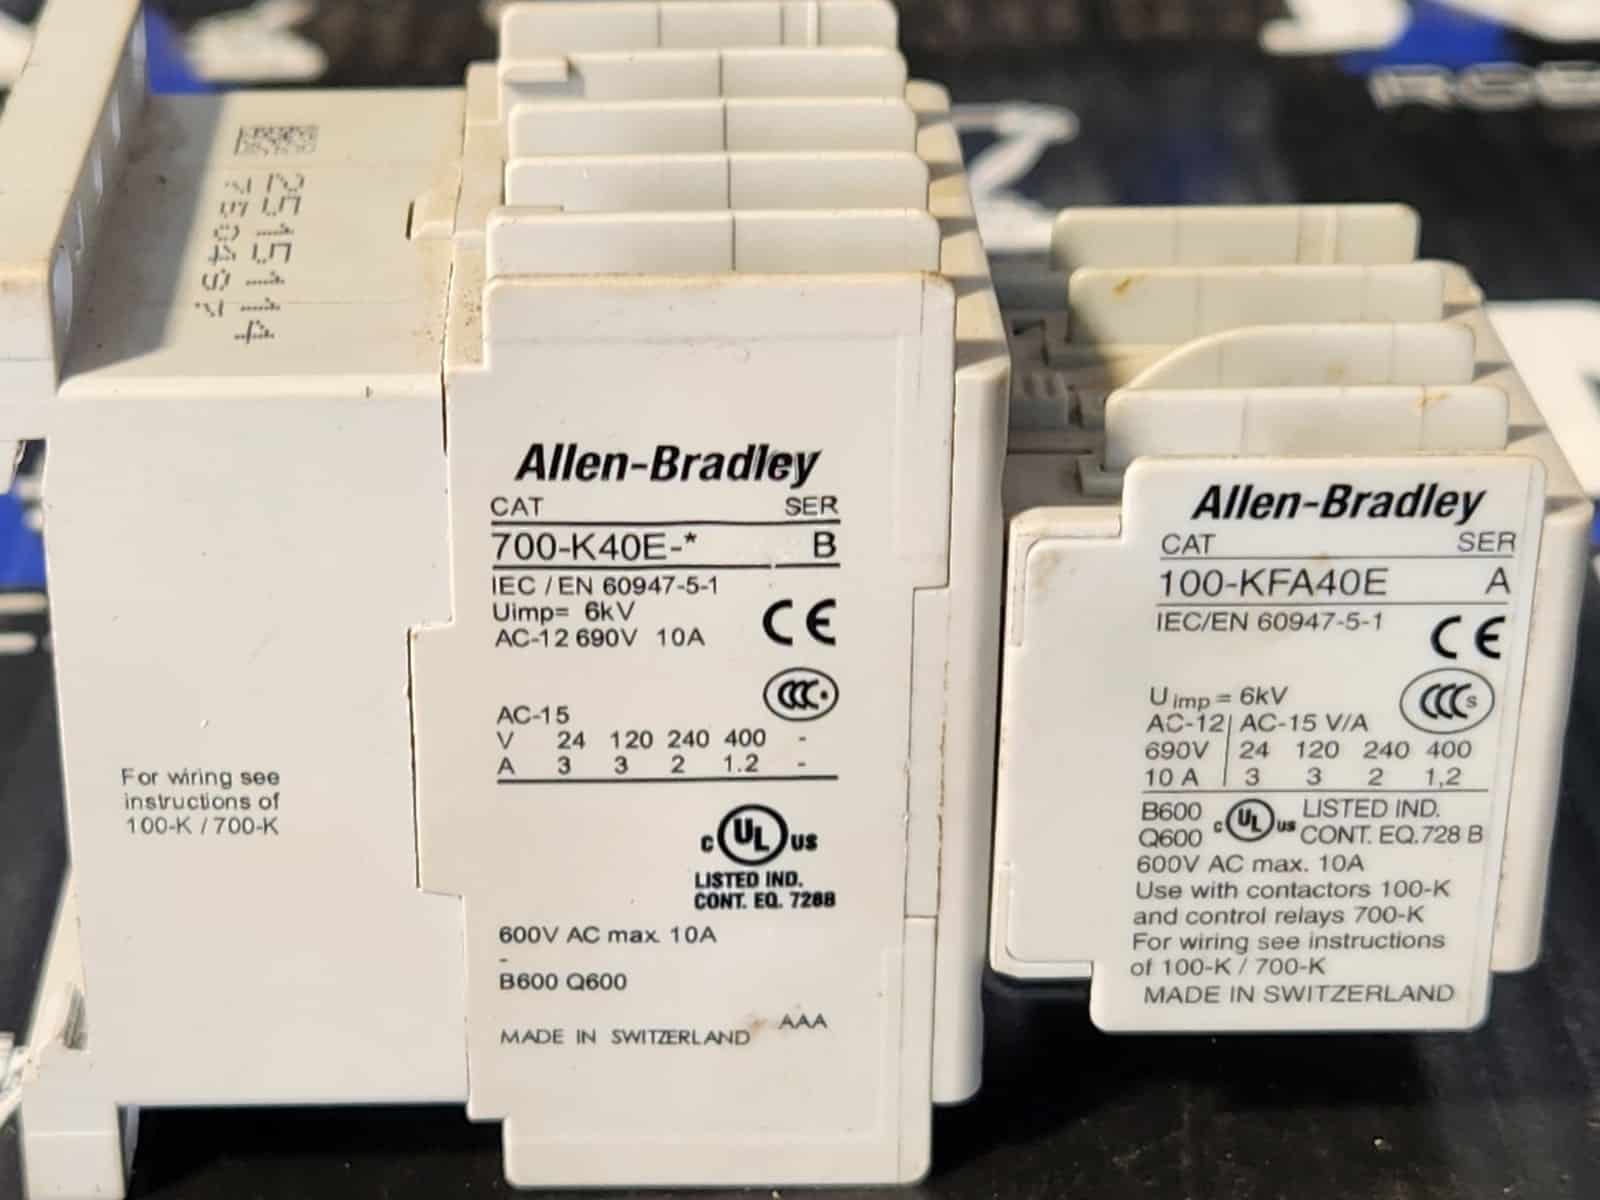 251514
For wiring see
instructions of
100-K / 700-K
Allen-Bradley
CAT SER
700-K40E-* B
IEC / EN 60947-5-1
Uimp= 6kV
AC-12 690V 10A
CE
CCC
AC-15
V 24 120 240 400 -
A 3 3 2 1.2 -
c UL us
LISTED IND.
CONT. EQ. 728B
600V AC max. 10A
-
B600 Q600
MADE IN SWITZERLAND AAA
Allen-Bradley
CAT SER
100-KFA40E A
IEC/EN 60947-5-1
CE
Uimp = 6kV
CCC S
AC-12 | AC-15 V/A
690V | 24 120 240 400
10 A | 3 3 2 1,2
B600 c UL us LISTED IND.
Q600 CONT. EQ.728 B
600V AC max. 10A
Use with contactors 100-K
and control relays 700-K
For wiring see instructions
of 100-K / 700-K
MADE IN SWITZERLAND